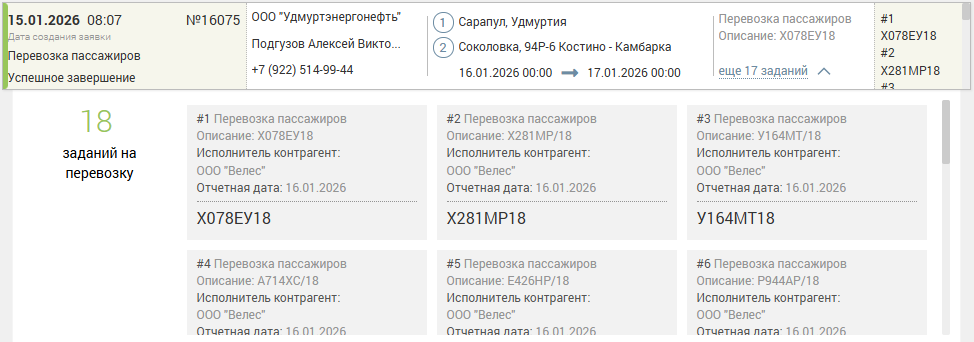 15.01.2026 08:07 №16075
Дата создания заявки
Перевозка пассажиров
Успешное завершение
ООО "Удмуртэнергонефть"
Подгузов Алексей Викто...
+7 (922) 514-99-44
1 Сарапул, Удмуртия
2 Соколовка, 94Р-6 Костино - Камбарка
16.01.2026 00:00 → 17.01.2026 00:00
Перевозка пассажиров
Описание: Х078ЕУ18
еще 17 заданий
#1
Х078ЕУ18
#2
Х281МР18
#3
18
заданий на
перевозку
#1 Перевозка пассажиров
Описание: Х078ЕУ18
Исполнитель контрагент:
ООО "Велес"
Отчетная дата: 16.01.2026
Х078ЕУ18
#2 Перевозка пассажиров
Описание: Х281МР/18
Исполнитель контрагент:
ООО "Велес"
Отчетная дата: 16.01.2026
Х281МР18
#3 Перевозка пассажиров
Описание: У164МТ/18
Исполнитель контрагент:
ООО "Велес"
Отчетная дата: 16.01.2026
У164МТ18
#4 Перевозка пассажиров
Описание: А714ХС/18
Исполнитель контрагент:
ООО "Велес"
Отчетная дата: 16.01.2026
#5 Перевозка пассажиров
Описание: Е426НР/18
Исполнитель контрагент:
ООО "Велес"
Отчетная дата: 16.01.2026
#6 Перевозка пассажиров
Описание: Р944АР/18
Исполнитель контрагент:
ООО "Велес"
Отчетная дата: 16.01.2026